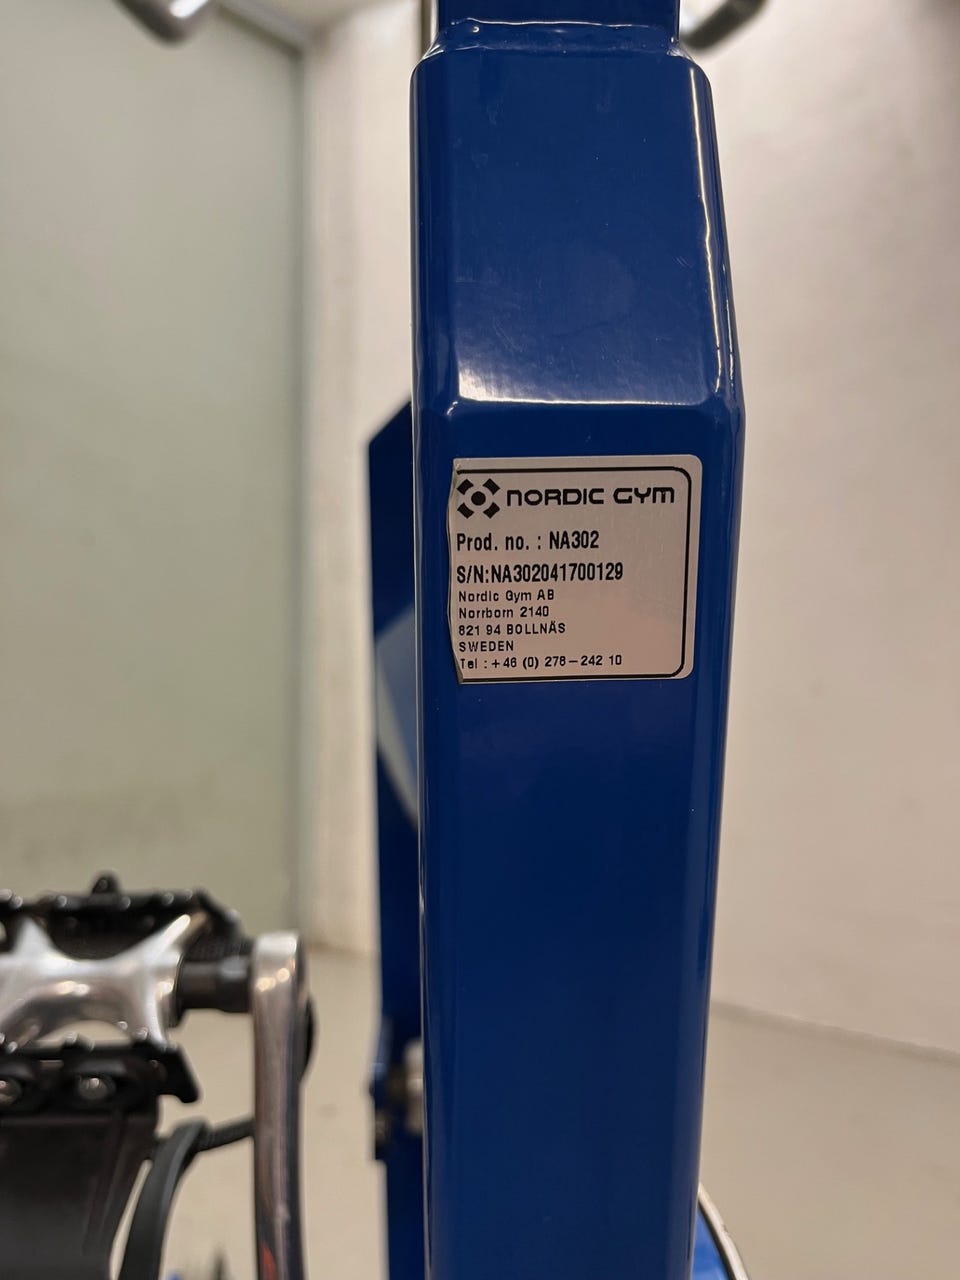 NORDIC GYM
Prod. no. : NA302
S/N:NA302041700129
Nordic Gym AB
Norrborn 2140
821 94 BOLLNÄS
SWEDEN
Tel : +46 (0) 278-242 10